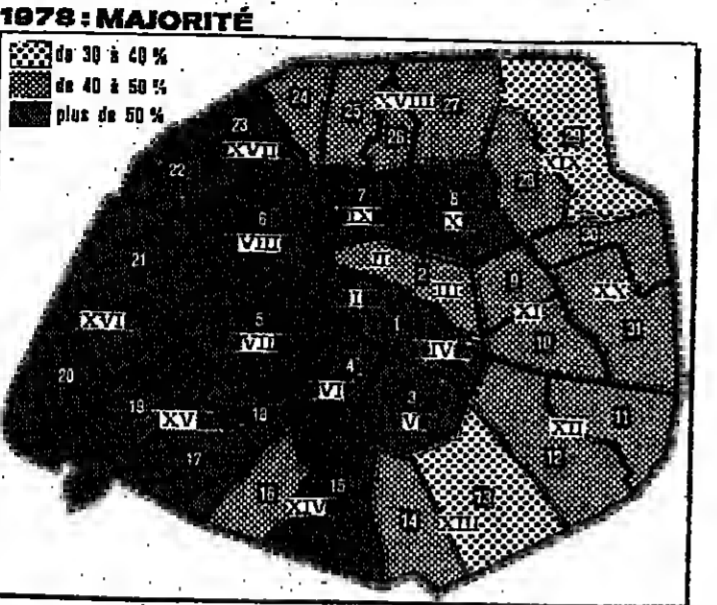 1978 : MAJORITÉ
de 30 à 40 %
de 40 à 50 %
plus de 50 %
24
25
XVIII
27
26
23
XVII
22
29
XIX
28
7
IX
8
X
6
VIII
21
II
2
III
30
9
XI
XX
31
I
1
XVI
5
VII
IV
10
20
4
VI
3
V
19
XV
18
17
XII
11
12
16
XIV
15
14
XIII
13